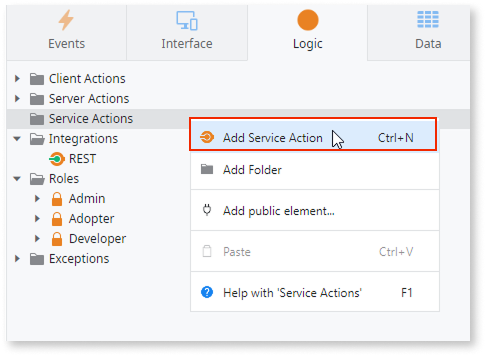 Events Interface Logic Data
Client Actions
Server Actions
Service Actions
Add Service Action Ctrl+N
Integrations
REST
Add Folder
Roles
Admin
Add public element...
Adopter
Developer
Paste Ctrl+V
Exceptions
Help with 'Service Actions' F1